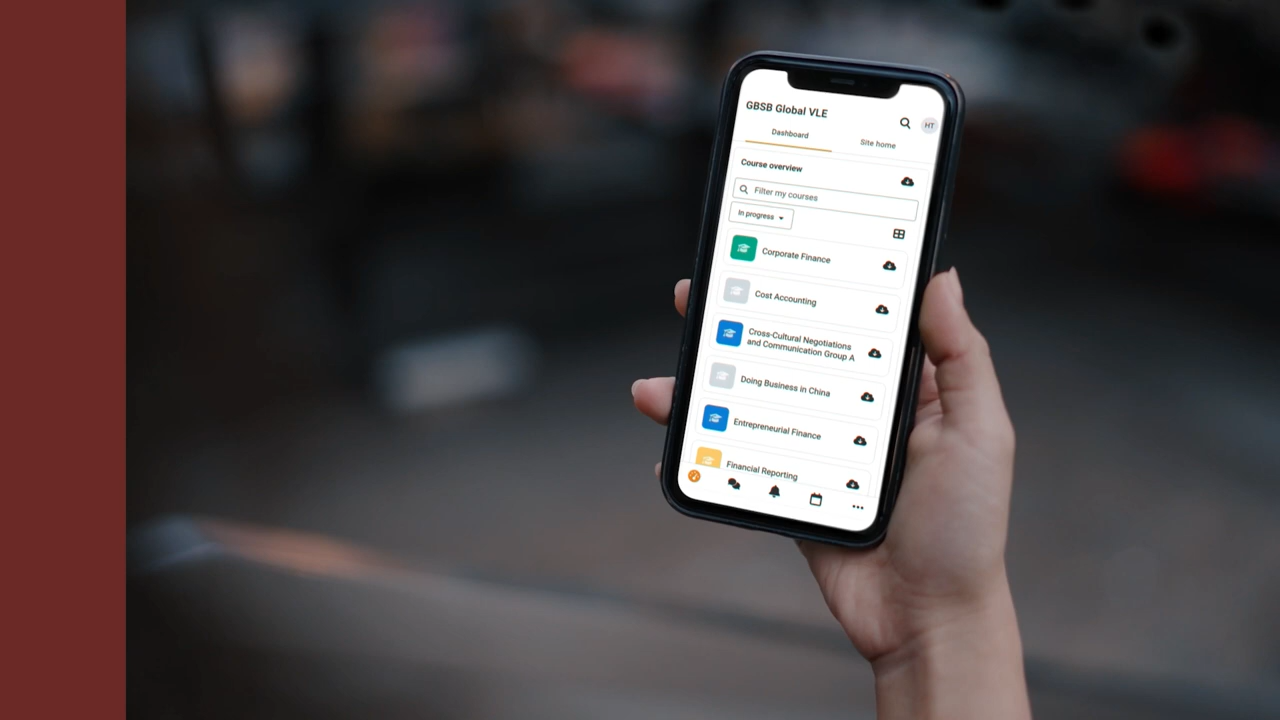 GBSB Global VLE
HT
Dashboard
Site home
Course overview
Filter my courses
In progress
Corporate Finance
Cost Accounting
Cross-Cultural Negotiations
and Communication Group A
Doing Business in China
Entrepreneurial Finance
Financial Reporting